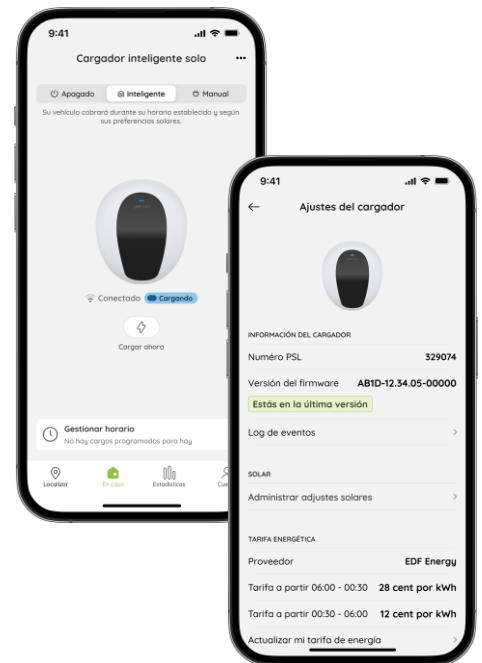 9:41
Cargador inteligente solo
Apagado Inteligente Manual
Su vehículo cobrará durante su horario establecido y según
sus preferencias solares.
Conectado Cargando
Cargar ahora
Gestionar horario
No hay cargos programados para hoy
Localizar En casa Estadísticas
9:41
Ajustes del cargador
INFORMACIÓN DEL CARGADOR
Numéro PSL 329074
Versión del firmware AB1D-12.34.05-00000
Estás en la última versión
Log de eventos
SOLAR
Administrar adjustes solares
TARIFA ENERGÉTICA
Proveedor EDF Energy
Tarifa a partir 06:00 - 00:30 28 cent por kWh
Tarifa a partir 00:30 - 06:00 12 cent por kWh
Actualizar mi tarifa de energía